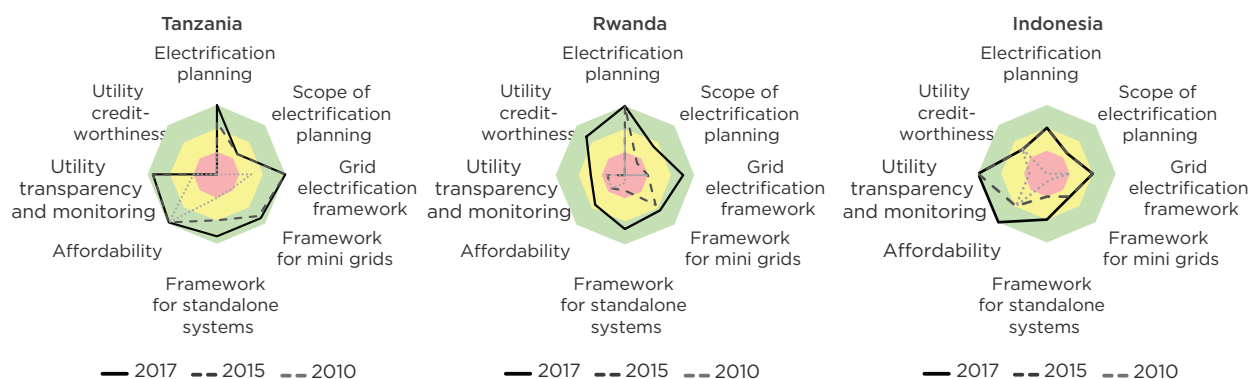 Tanzania
Electrification
planning
Utility
credit-
worthiness
Scope of
electrification
planning
Utility
transparency
and monitoring
Grid
electrification
framework
Affordability
Framework
for mini grids
Framework
for standalone
systems
2017 2015 2010
Rwanda
Electrification
planning
Utility
credit-
worthiness
Scope of
electrification
planning
Utility
transparency
and monitoring
Grid
electrification
framework
Affordability
Framework
for mini grids
Framework
for standalone
systems
2017 2015 2010
Indonesia
Electrification
planning
Utility
credit-
worthiness
Scope of
electrification
planning
Utility
transparency
and monitoring
Grid
electrification
framework
Affordability
Framework
for mini grids
Framework
for standalone
systems
2017 2015 2010